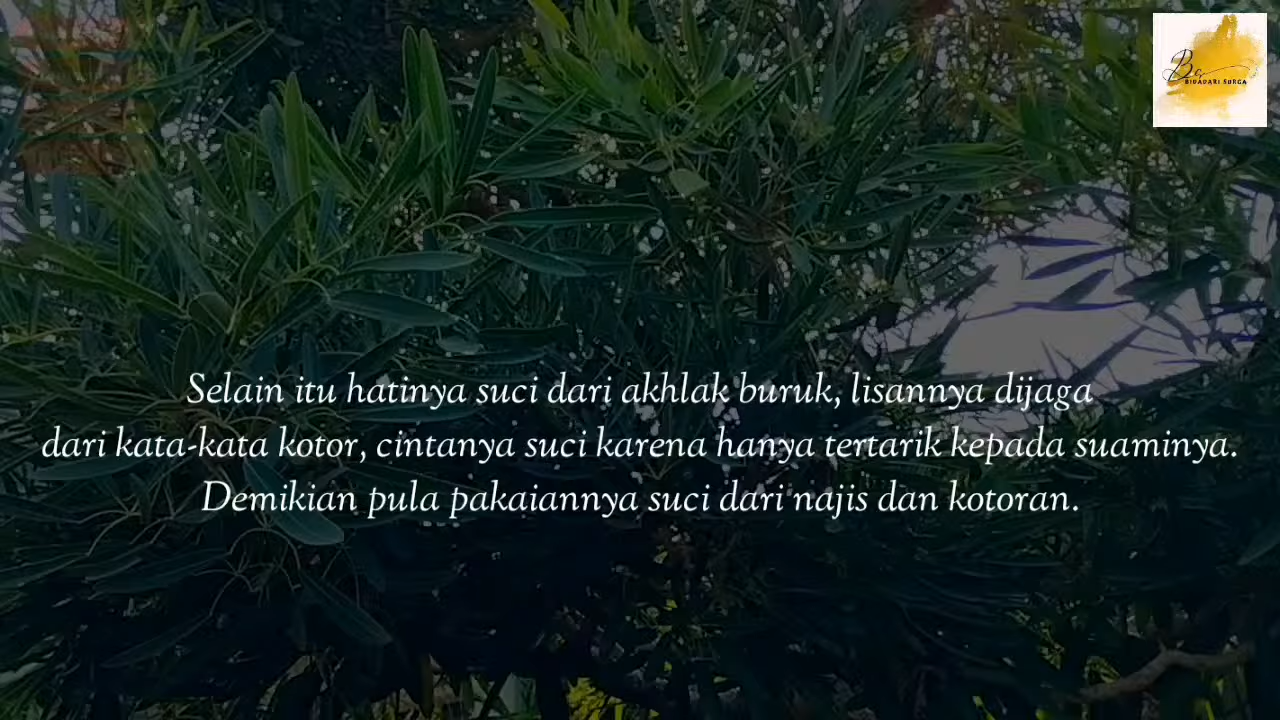 Bs
BIDADARI SURGA
Selain itu hatinya suci dari akhlak buruk, lisannya dijaga
dari kata-kata kotor, cintanya suci karena hanya tertarik kepada suaminya.
Demikian pula pakaiannya suci dari najis dan kotoran.